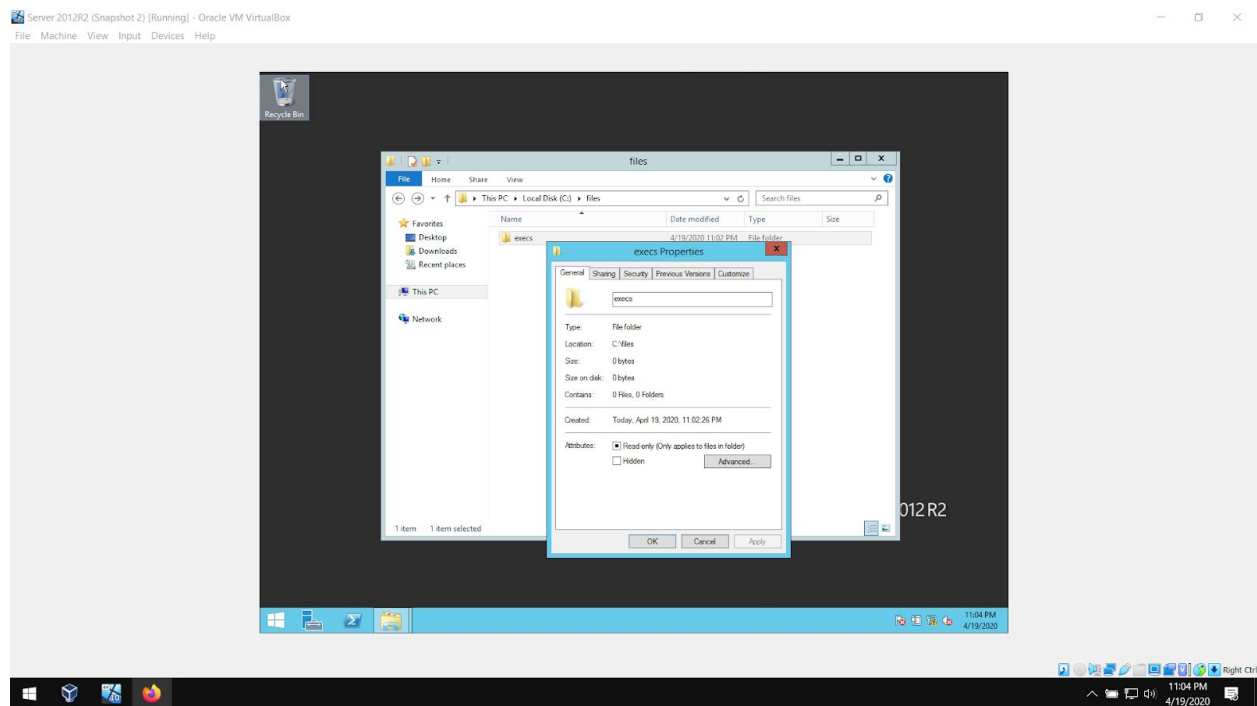 Server 2012R2 (Snapshot 2) [Running] - Oracle VM VirtualBox
File Machine View Input Devices Help
Recycle Bin
files
File Home Share View
This PC Local Disk (C:) files
Search files
Favorites
Desktop
Downloads
Recent places
This PC
Network
Name Date modified Type Size
execs 4/19/2020 11:02 PM File folder
execs Properties
General Sharing Security Previous Versions Customize
execs
Type: File folder
Location: C:\files
Size: 0 bytes
Size on disk: 0 bytes
Contains: 0 Files, 0 Folders
Created: Today, April 19, 2020, 11:02:26 PM
Attributes: Read-only (Only applies to files in folder)
Hidden Advanced...
OK Cancel Apply
1 item 1 item selected
012 R2
11:04 PM
4/19/2020
Right Ctrl
11:04 PM
4/19/2020